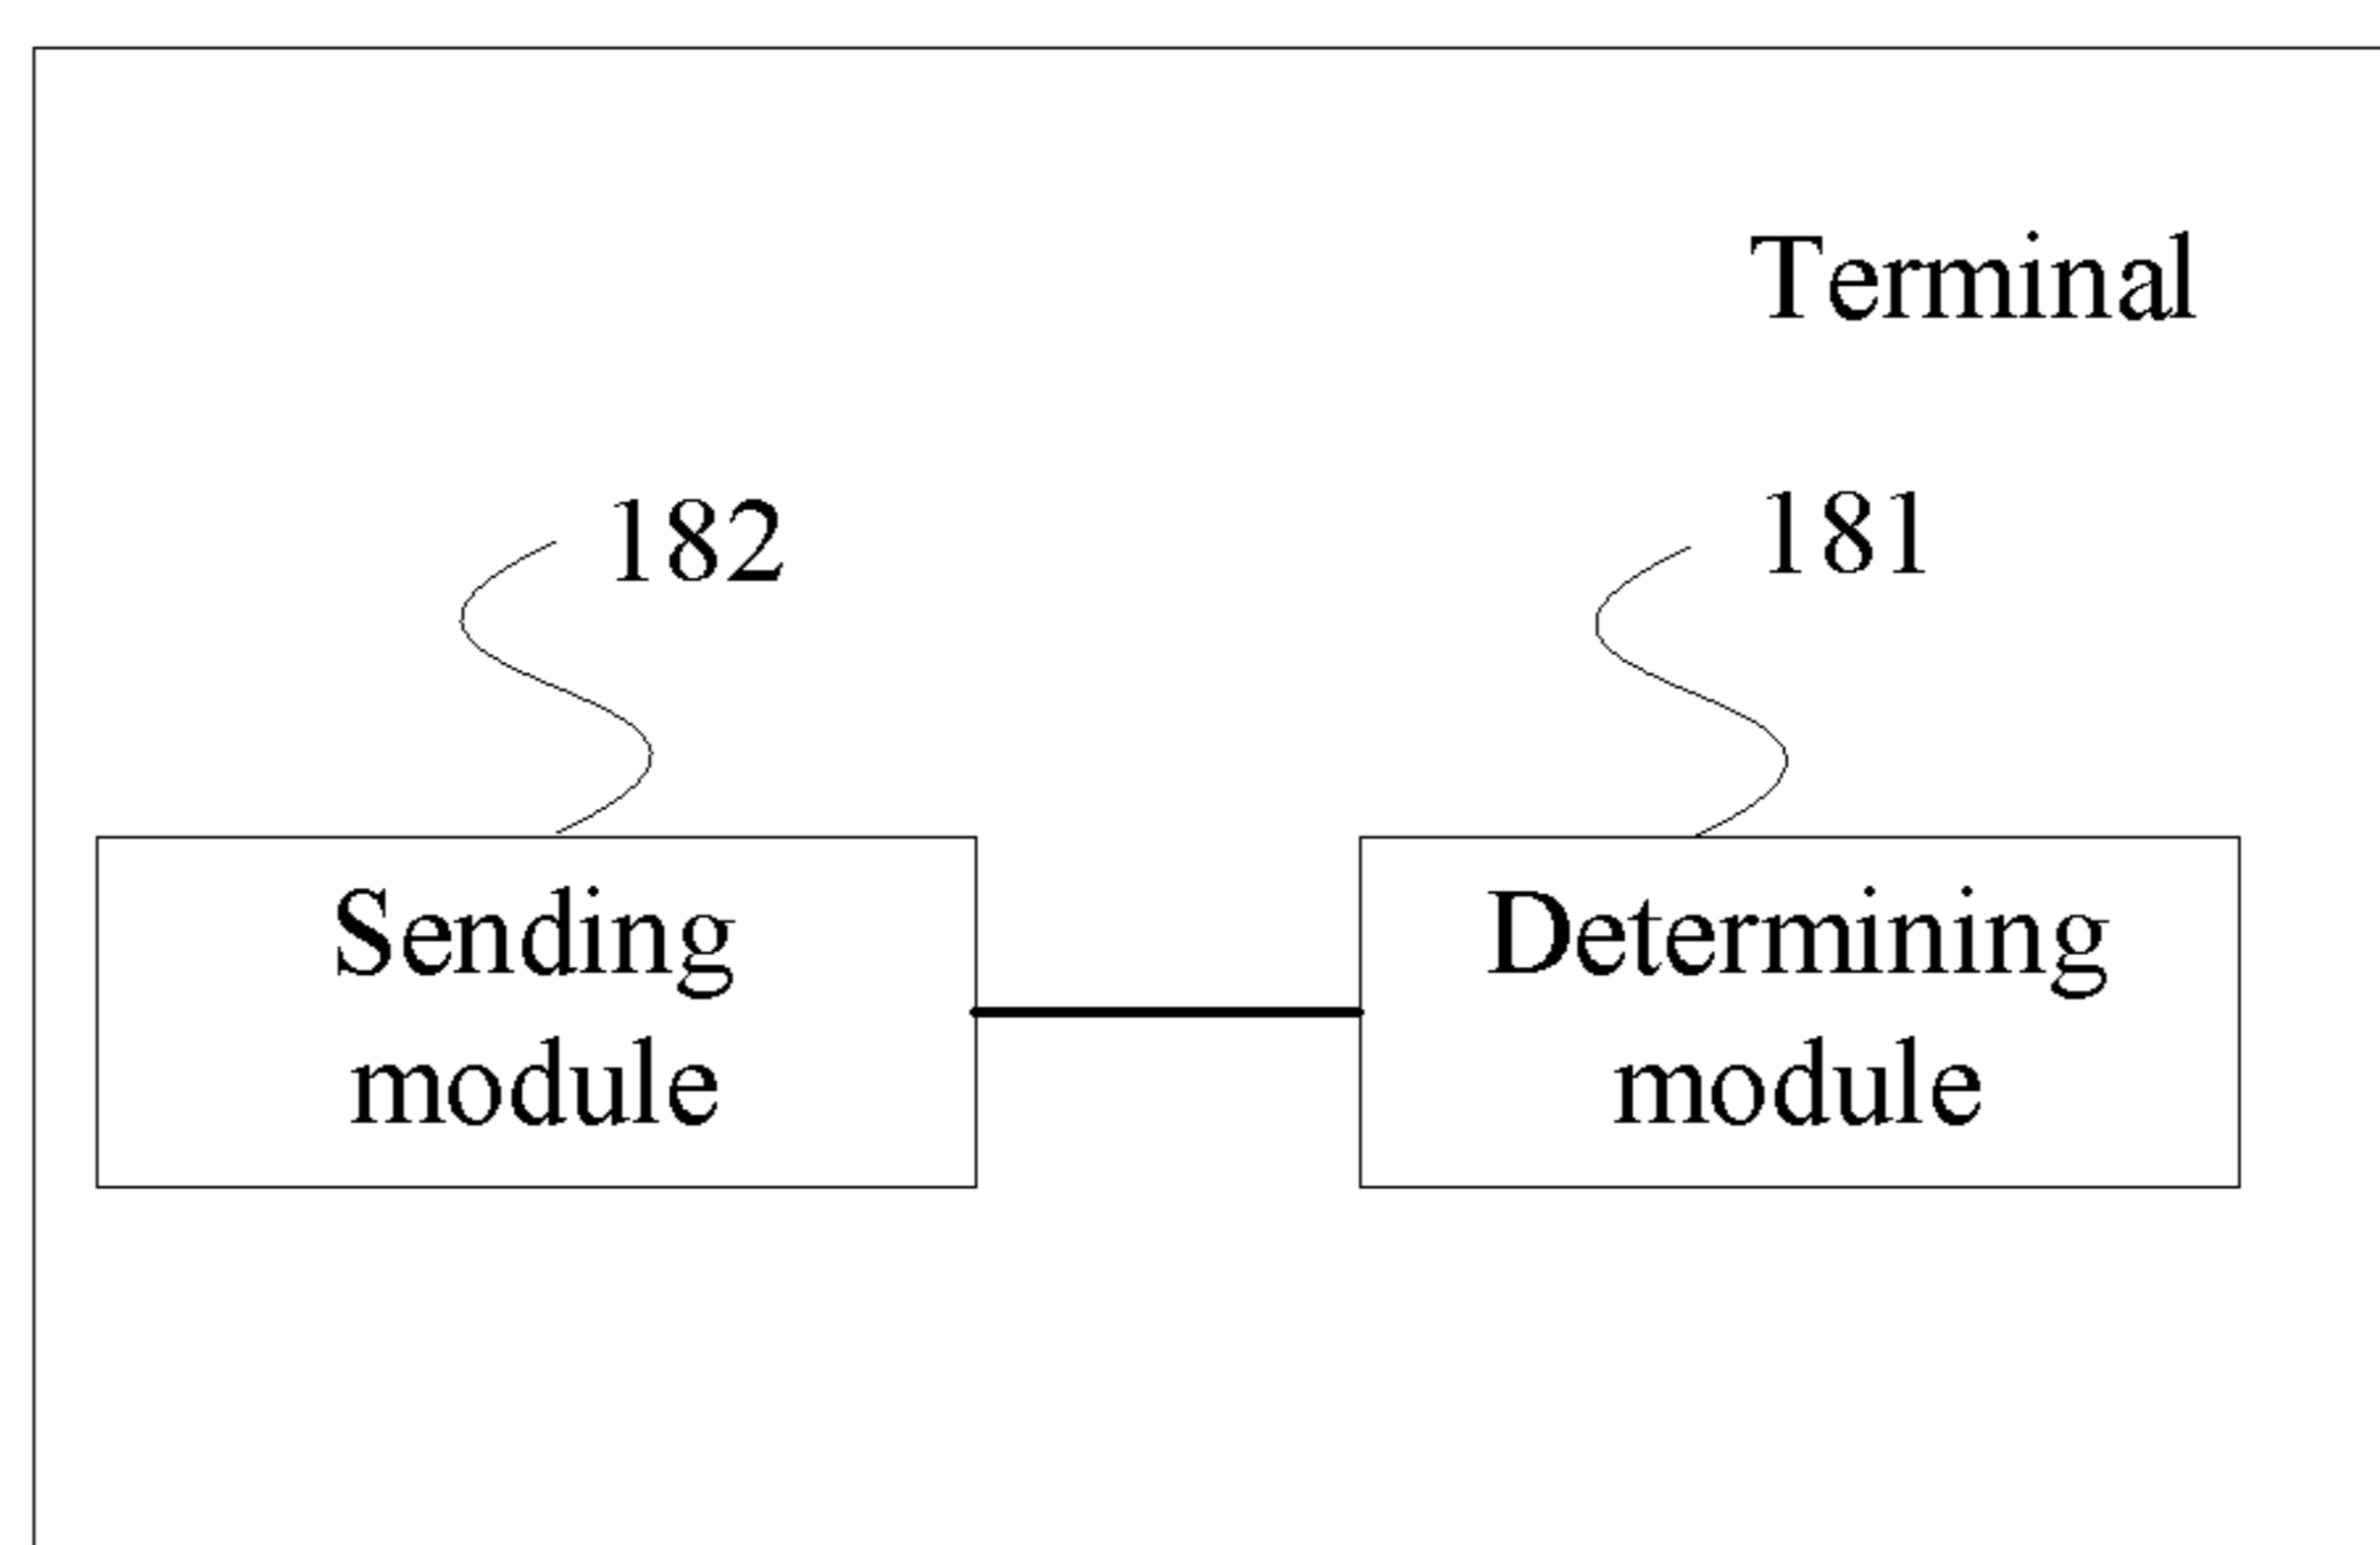 Terminal
182
181
Sending
module
Determining
module